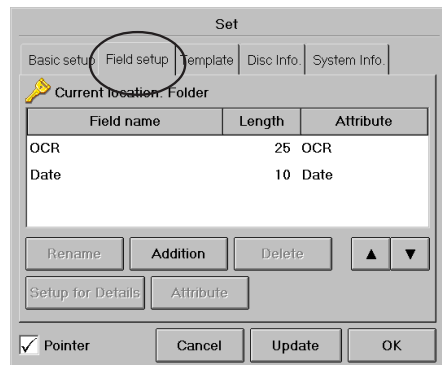 Set
Basic setup Field setup Template Disc Info. System Info.
Current location: Folder
Field name Length Attribute
OCR 25 OCR
Date 10 Date
Rename Addition Delete ▲ ▼
Setup for Details Attribute
Pointer Cancel Update OK